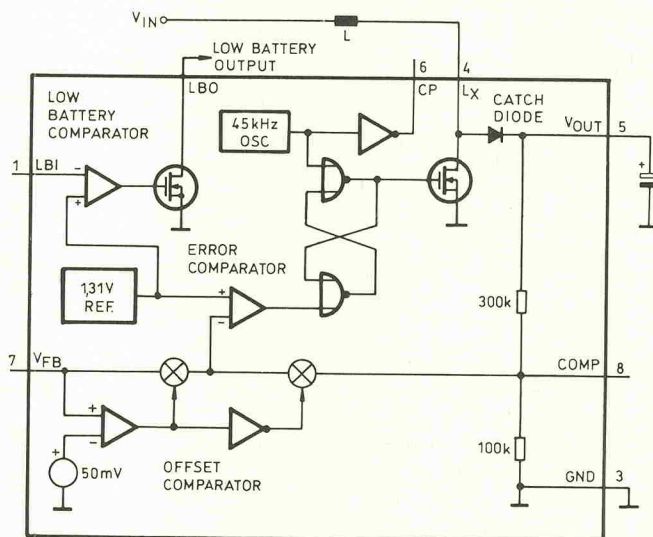 VIN
L
LOW BATTERY
OUTPUT
LBO
6
CP
4
LX
LOW
BATTERY
COMPARATOR
45kHz
OSC
CATCH
DIODE
VOUT
5
+
1
LBI
-
+
ERROR
COMPARATOR
1,31V
REF.
+
-
300k
7
VFB
COMP
8
+
-
+
50mV
OFFSET
COMPARATOR
100k
GND
3